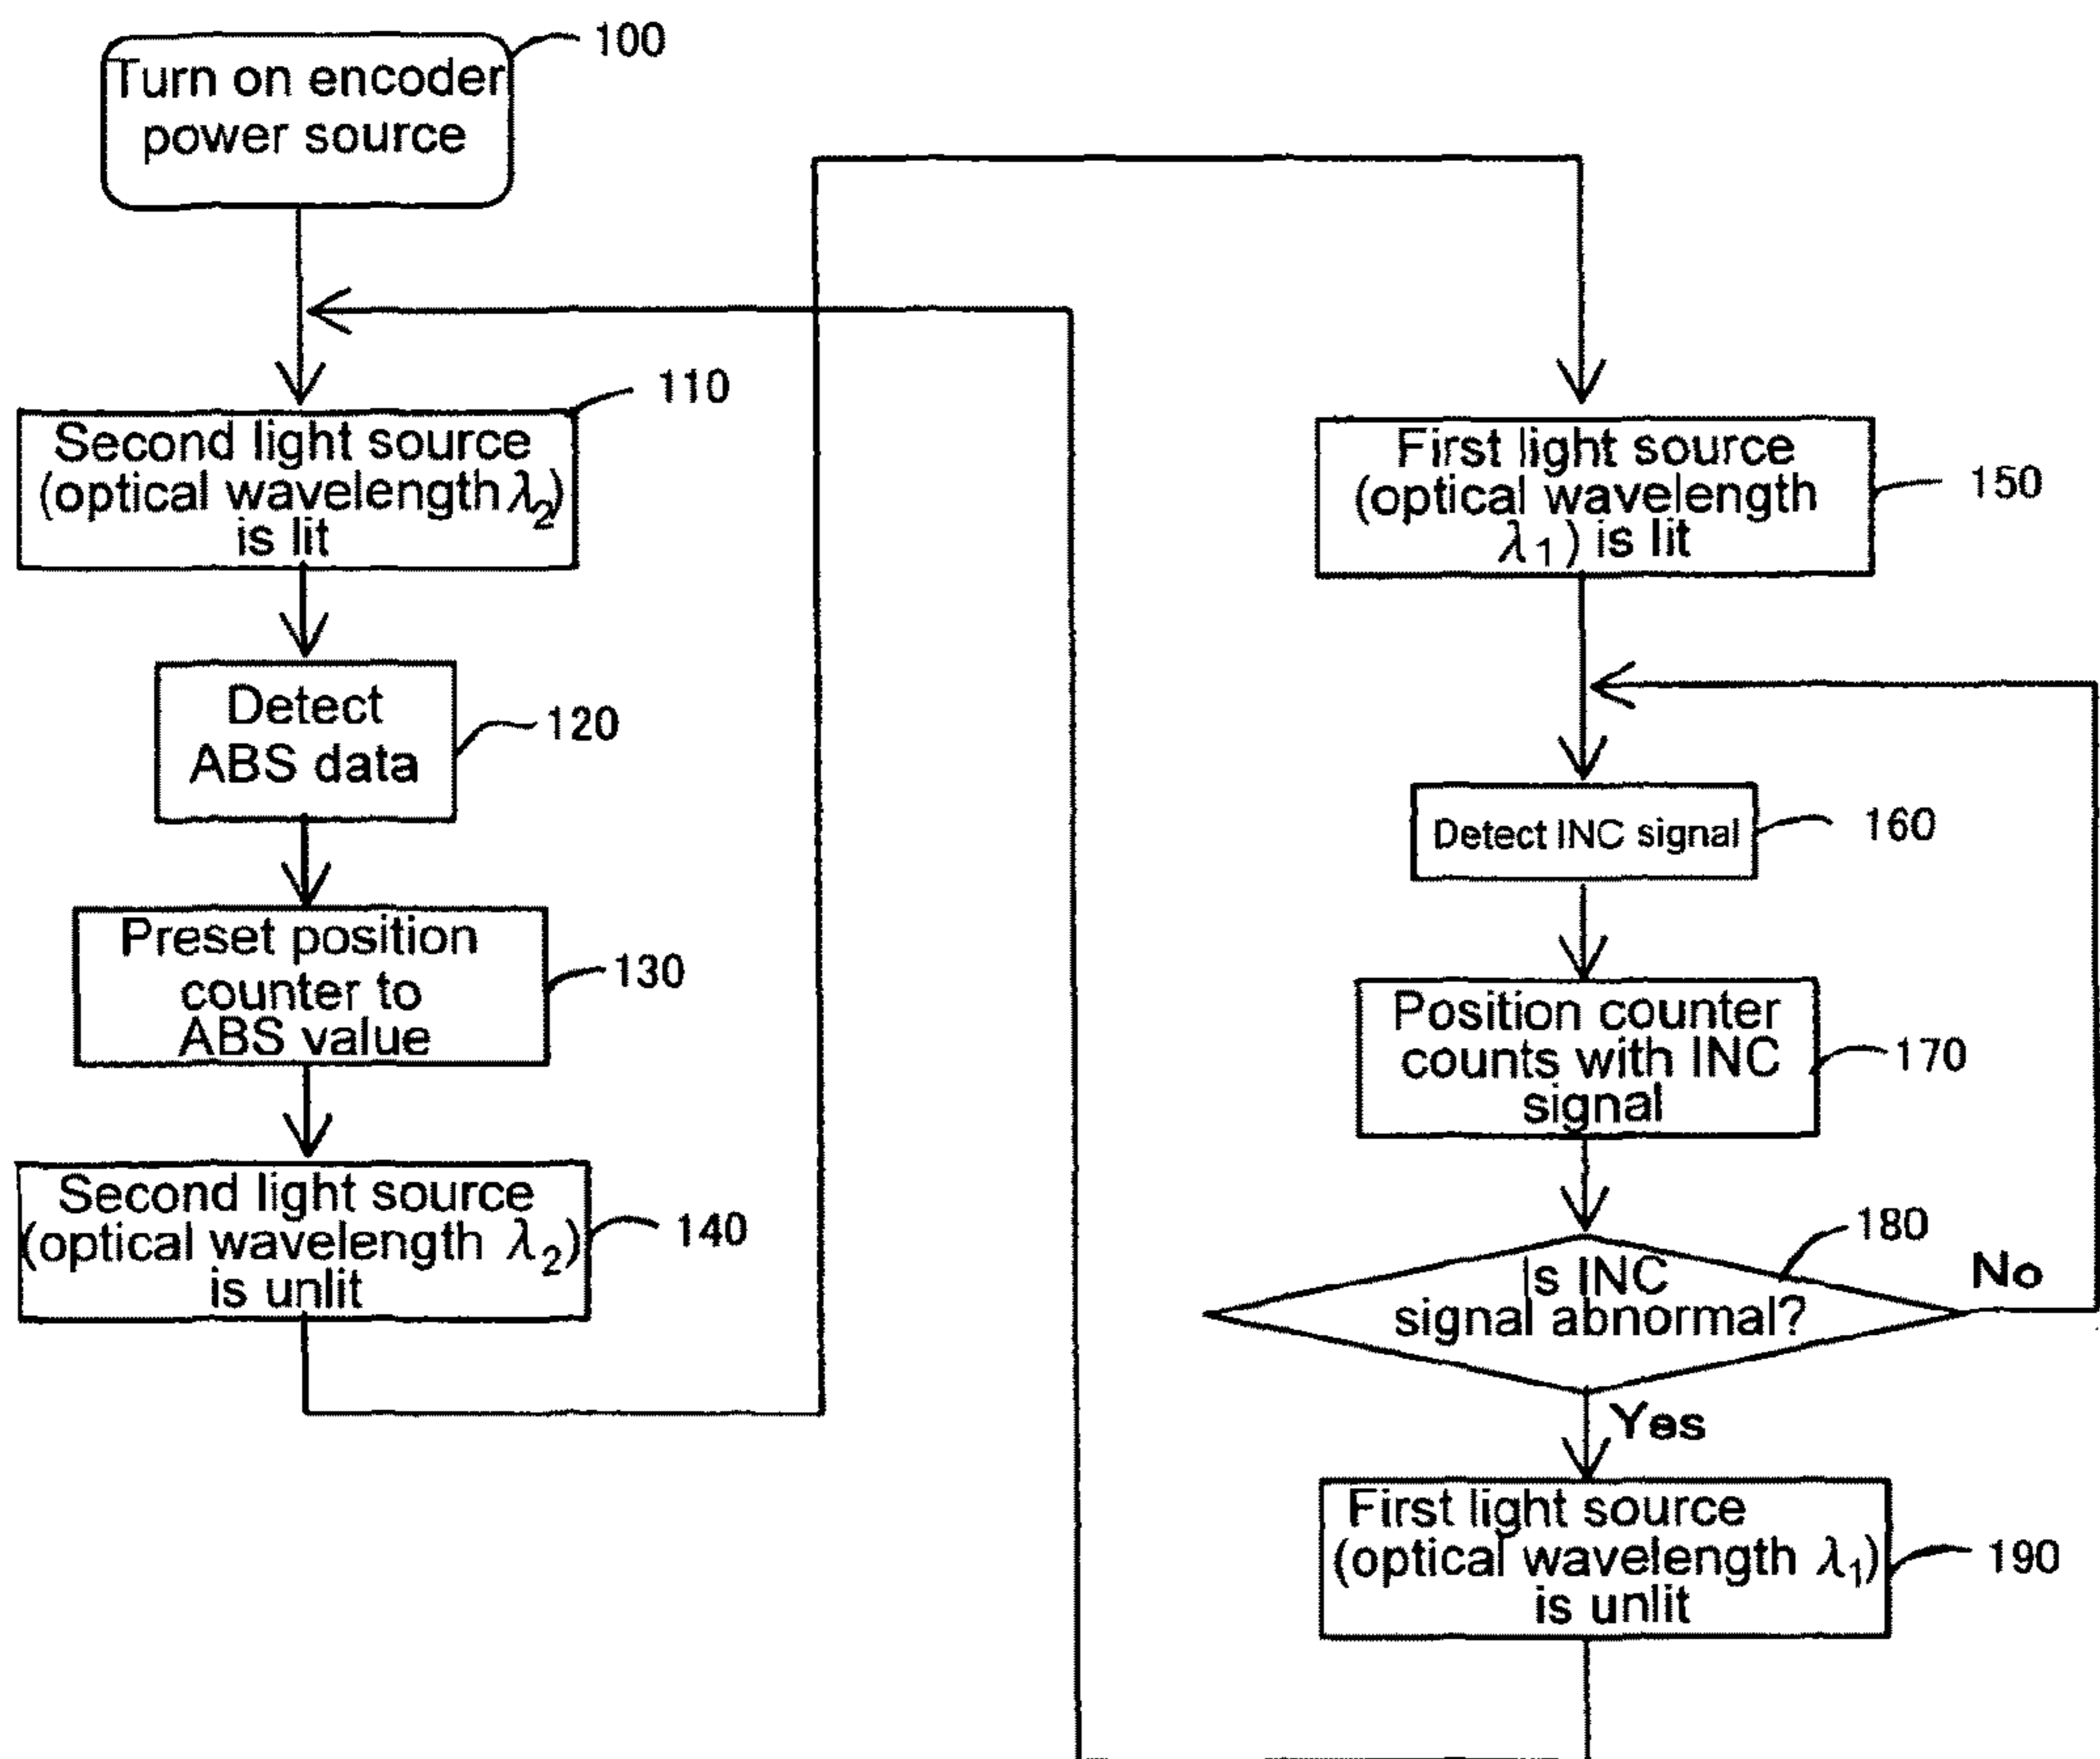 Turn on encoder
power source
100
Second light source
(optical wavelength λ2)
is lit
110
Detect
ABS data
120
Preset position
counter to
ABS value
130
Second light source
(optical wavelength λ2)
is unlit
140
First light source
(optical wavelength
λ1) is lit
150
Detect INC signal
160
Position counter
counts with INC
signal
170
Is INC
signal abnormal?
180
No
Yes
First light source
(optical wavelength λ1)
is unlit
190